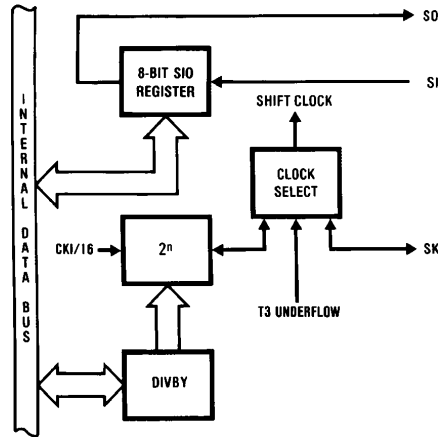 SO
8-BIT SIO
REGISTER
SI
SHIFT CLOCK
INTERNAL DATA BUS
CLOCK
SELECT
CKI/16
2ⁿ
SK
T3 UNDERFLOW
DIVBY